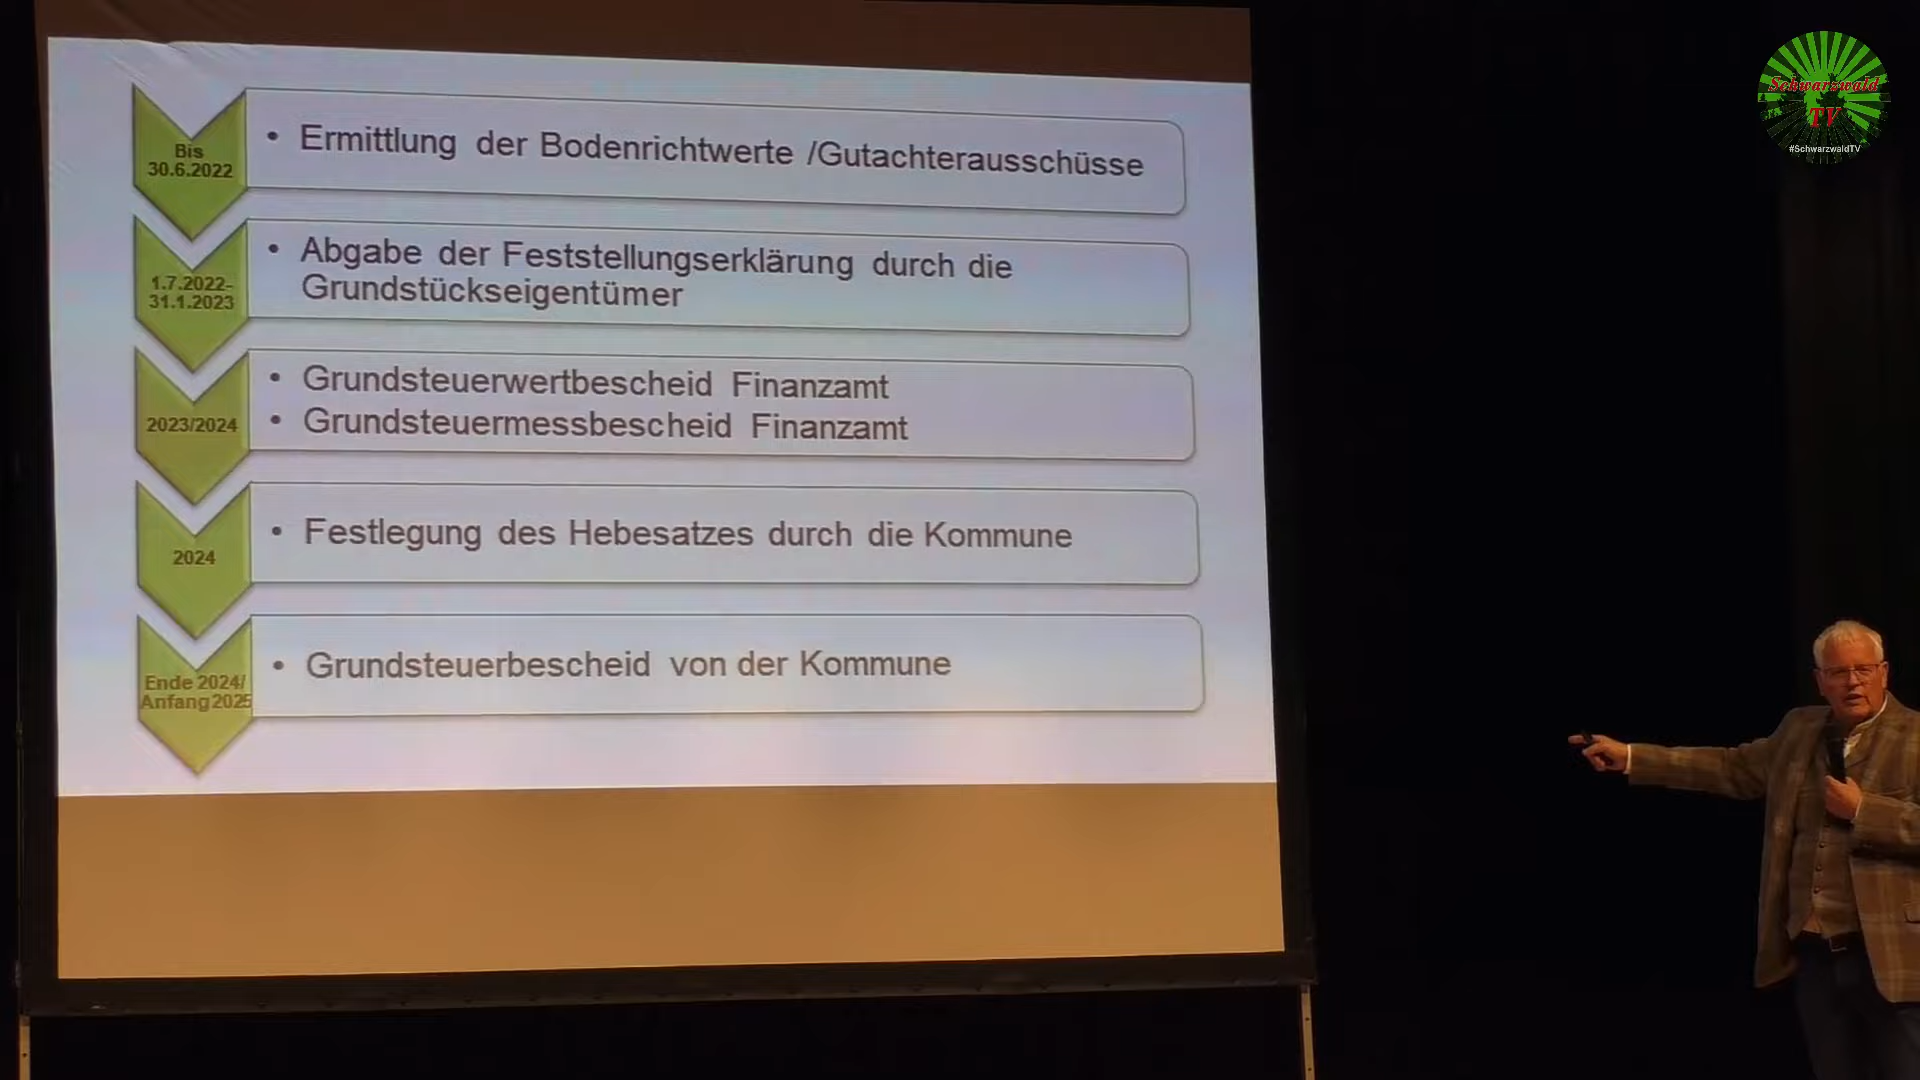 Bis
30.6.2022
• Ermittlung der Bodenrichtwerte /Gutachterausschüsse
1.7.2022-
31.1.2023
• Abgabe der Feststellungserklärung durch die
Grundstückseigentümer
2023/2024
• Grundsteuerwertbescheid Finanzamt
• Grundsteuermessbescheid Finanzamt
2024
• Festlegung des Hebesatzes durch die Kommune
Ende 2024/
Anfang 2025
• Grundsteuerbescheid von der Kommune
Schwarzwald
TV
#SchwarzwaldTV